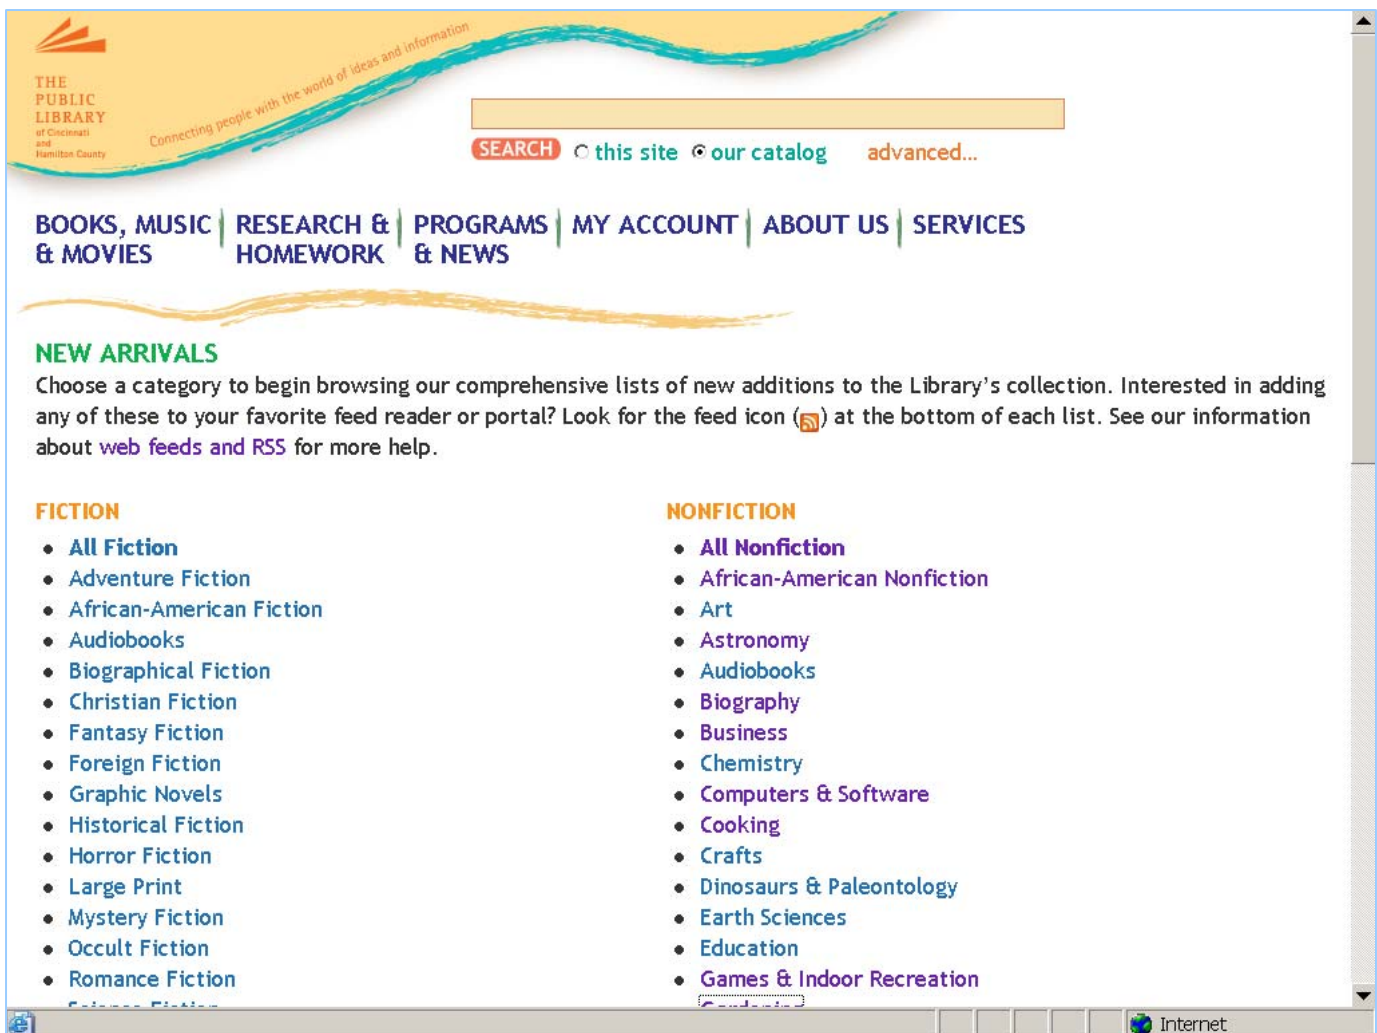 THE
PUBLIC
LIBRARY
of Cincinnati
and
Hamilton County
Connecting people with the world of ideas and information
SEARCH this site our catalog advanced...
BOOKS, MUSIC & MOVIES
RESEARCH & HOMEWORK
PROGRAMS & NEWS
MY ACCOUNT
ABOUT US
SERVICES
NEW ARRIVALS
Choose a category to begin browsing our comprehensive lists of new additions to the Library's collection. Interested in adding
any of these to your favorite feed reader or portal? Look for the feed icon () at the bottom of each list. See our information
about web feeds and RSS for more help.
FICTION
All Fiction
Adventure Fiction
African-American Fiction
Audiobooks
Biographical Fiction
Christian Fiction
Fantasy Fiction
Foreign Fiction
Graphic Novels
Historical Fiction
Horror Fiction
Large Print
Mystery Fiction
Occult Fiction
Romance Fiction
Science Fiction
NONFICTION
All Nonfiction
African-American Nonfiction
Art
Astronomy
Audiobooks
Biography
Business
Chemistry
Computers & Software
Cooking
Crafts
Dinosaurs & Paleontology
Earth Sciences
Education
Games & Indoor Recreation
Gardening
Internet